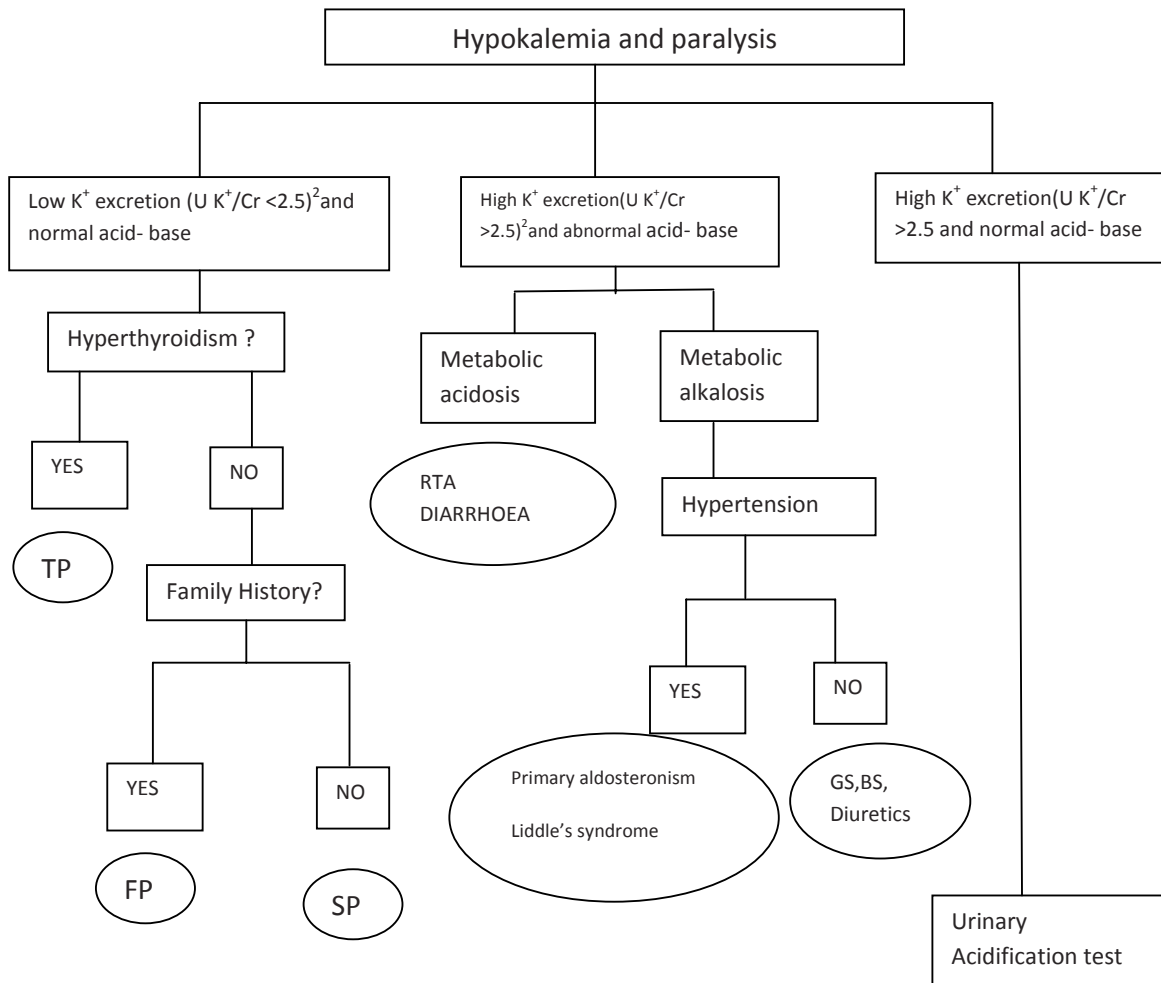 Hypokalemia and paralysis
Low K⁺ excretion (U K⁺/Cr <2.5)²and
normal acid- base
High K⁺ excretion(U K⁺/Cr
>2.5)²and abnormal acid- base
High K⁺ excretion(U K⁺/Cr
>2.5 and normal acid- base
Hyperthyroidism ?
Metabolic
acidosis
Metabolic
alkalosis
YES
NO
RTA
DIARRHOEA
Hypertension
TP
Family History?
YES
NO
YES
NO
Primary aldosteronism
Liddle’s syndrome
GS,BS,
Diuretics
FP
SP
Urinary
Acidification test